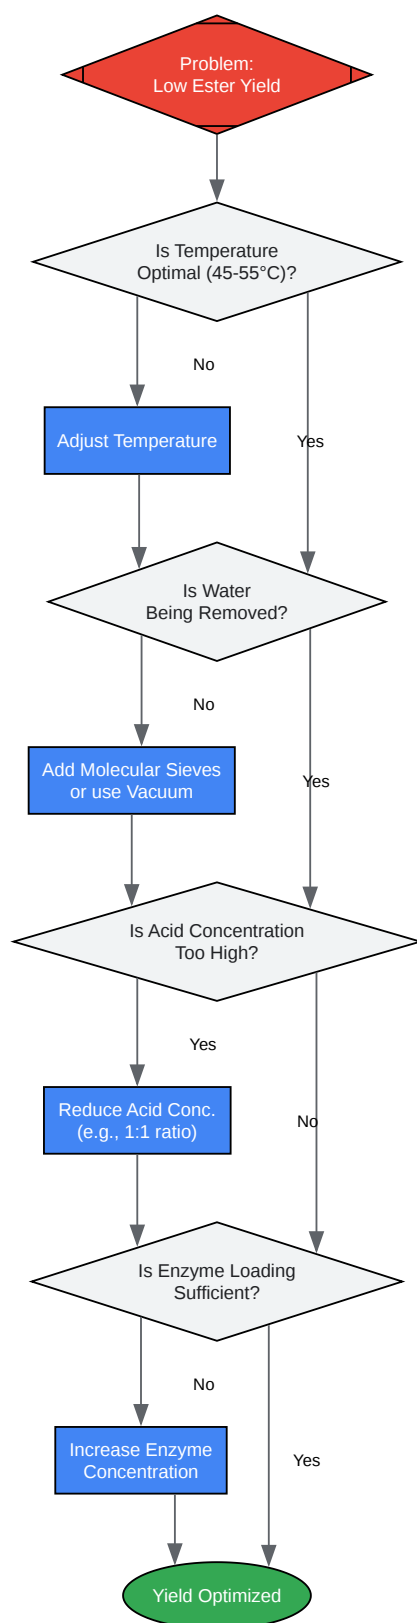 Problem:
Low Ester Yield
Is Temperature
Optimal (45-55°C)?
No
Adjust Temperature
Yes
Is Water
Being Removed?
No
Add Molecular Sieves
or use Vacuum
Yes
Is Acid Concentration
Too High?
Yes
Reduce Acid Conc.
(e.g., 1:1 ratio)
No
Is Enzyme Loading
Sufficient?
No
Increase Enzyme
Concentration
Yes
Yield Optimized